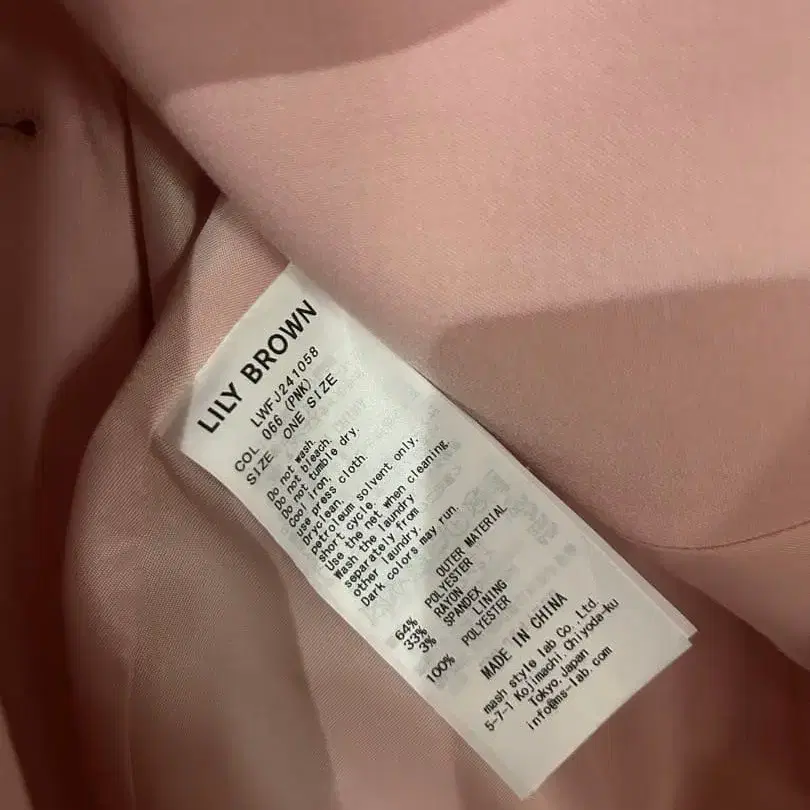 LILY BROWN
LWFJ241058
COL 066 (PNK)
SIZE ONE SIZE
Do not wash.
Do not bleach.
Do not tumble dry.
Cool iron.
use press cloth.
Dryclean.
petroleum solvent only.
short cycle.
Use the net when cleaning.
Wash the laundry
separately from
other laundry.
Dark colors may run.
OUTER MATERIAL
64% POLYESTER
33% RAYON
3% SPANDEX
LINING
100% POLYESTER
MADE IN CHINA
mash style lab Co.,Ltd.
5-7-1 Kojimachi,Chiyoda-ku
Tokyo,Japan
info@ms-lab.com